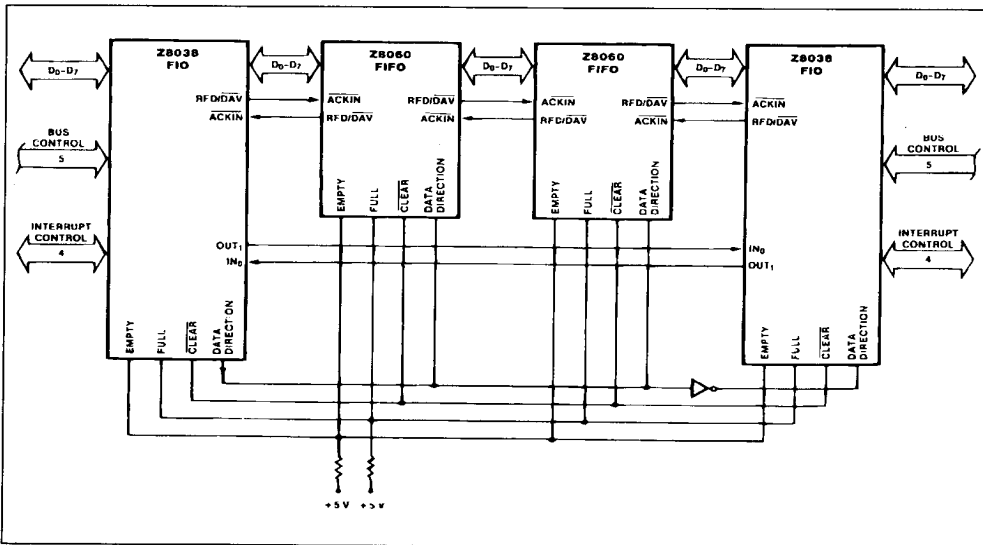 Z8038
FIO
Z8060
FIFO
Z8060
FIFO
Z8038
FIO
D0-D7
D0-D7
D0-D7
D0-D7
D0-D7
RFD/DAV
ACKIN
ACKIN
RFD/DAV
RFD/DAV
ACKIN
ACKIN
RFD/DAV
RFD/DAV
ACKIN
ACKIN
RFD/DAV
BUS
CONTROL
5
BUS
CONTROL
5
EMPTY
FULL
CLEAR
DATA
DIRECTION
EMPTY
FULL
CLEAR
DATA
DIRECTION
INTERRUPT
CONTROL
4
OUT1
IN0
IN0
OUT1
INTERRUPT
CONTROL
4
EMPTY
FULL
CLEAR
DATA
DIRECTION
EMPTY
FULL
CLEAR
DATA
DIRECTION
+5V
+5V